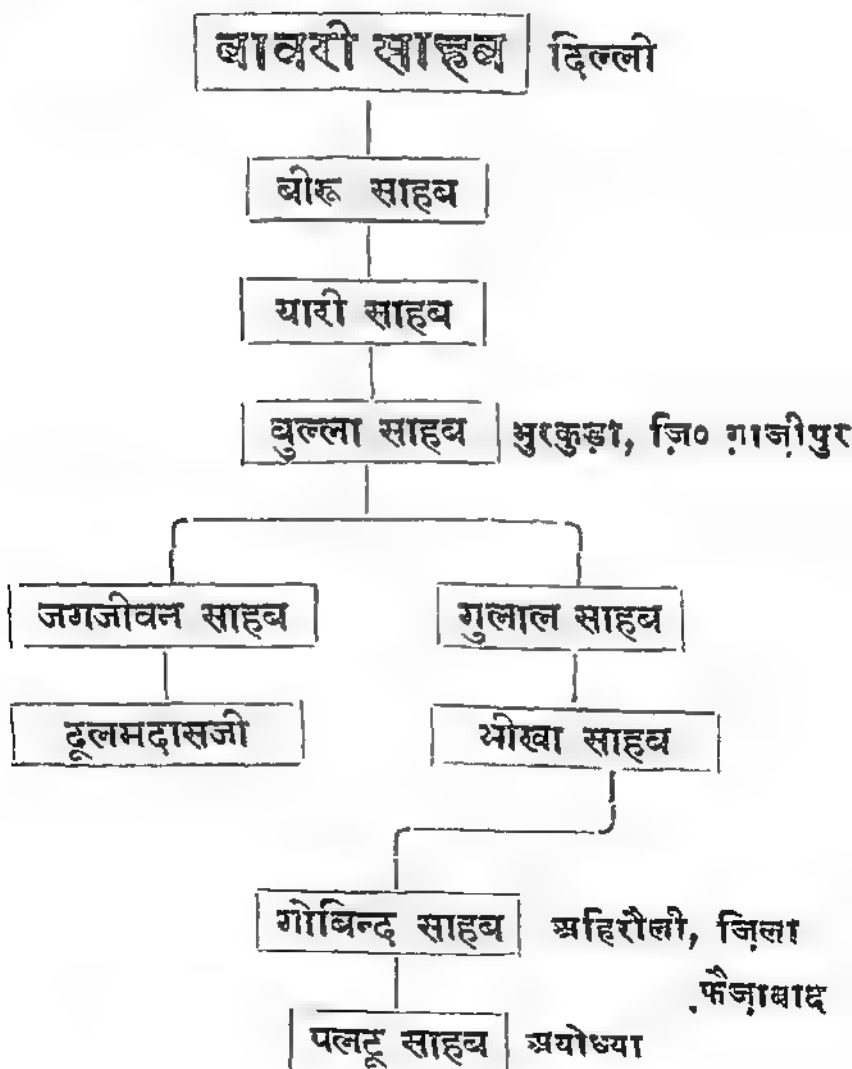 बावरी साहब दिल्ली
बीरू साहब
यारी साहब
बुल्ला साहब भुरकुड़ा, ज़ि० ग़ाज़ीपुर
जगजीवन साहब गुलाल साहब
दूलमदासजी भीखा साहब
गोबिन्द साहब अहिरौली, ज़िला
फ़ैज़ाबाद
पलटू साहब अयोध्या